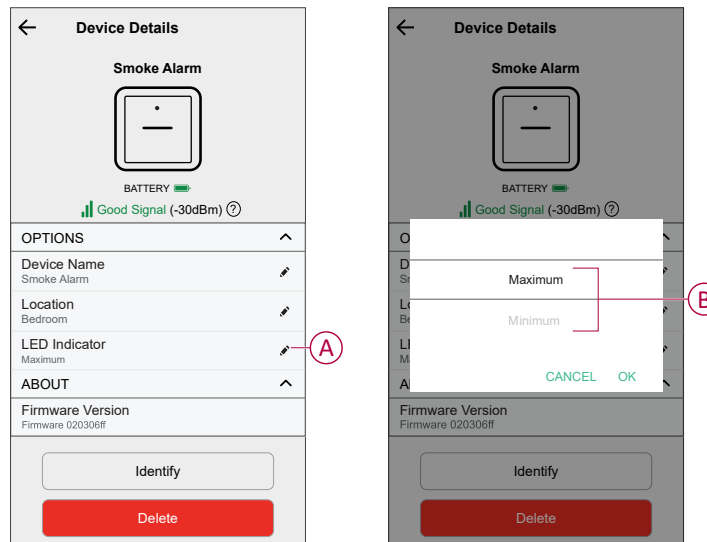 Device Details
Smoke Alarm
BATTERY
Good Signal (-30dBm) ?
OPTIONS
Device Name
Smoke Alarm
Location
Bedroom
LED Indicator
Maximum
A
ABOUT
Firmware Version
Firmware 020306ff
Identify
Delete
Device Details
Smoke Alarm
BATTERY
Good Signal (-30dBm) ?
Maximum
Minimum
B
CANCEL OK
Firmware Version
Firmware 020306ff
Identify
Delete